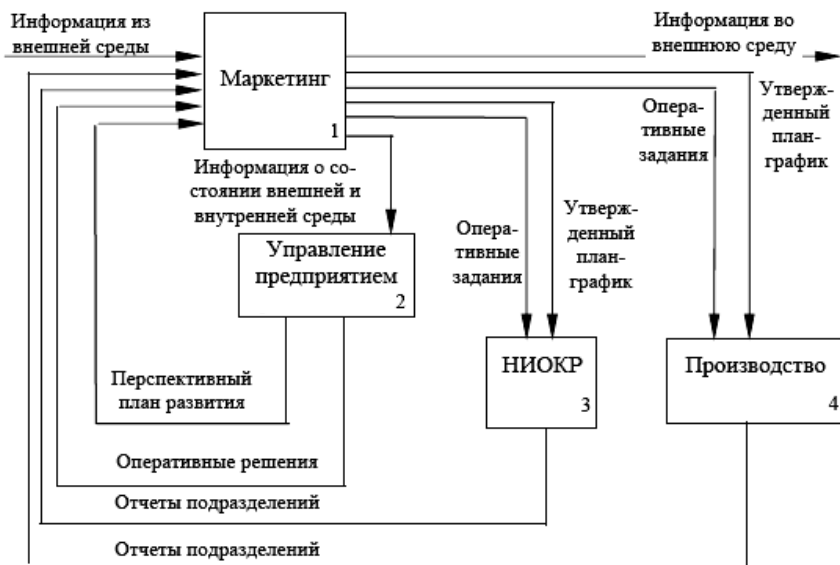 Информация из
внешней среды
Маркетинг
1
Информация во
внешнюю среду
Опера-
тивные
задания
Утверж-
денный
план-
график
Информация о со-
стоянии внешней и
внутренней среды
Опера-
тивные
задания
Утверж-
денный
план-
график
Управление
предприятием
2
НИОКР
3
Производство
4
Перспективный
план развития
Оперативные решения
Отчеты подразделений
Отчеты подразделений